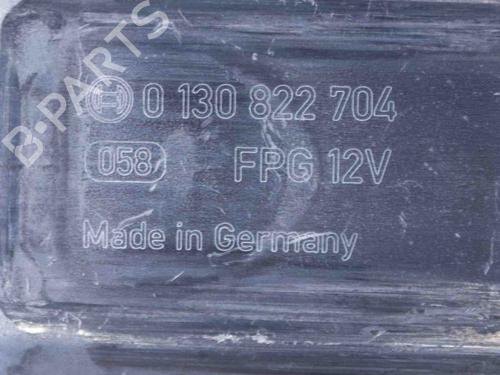 B-PARTS
0 130 822 704
058 FPG 12V
Made in Germany